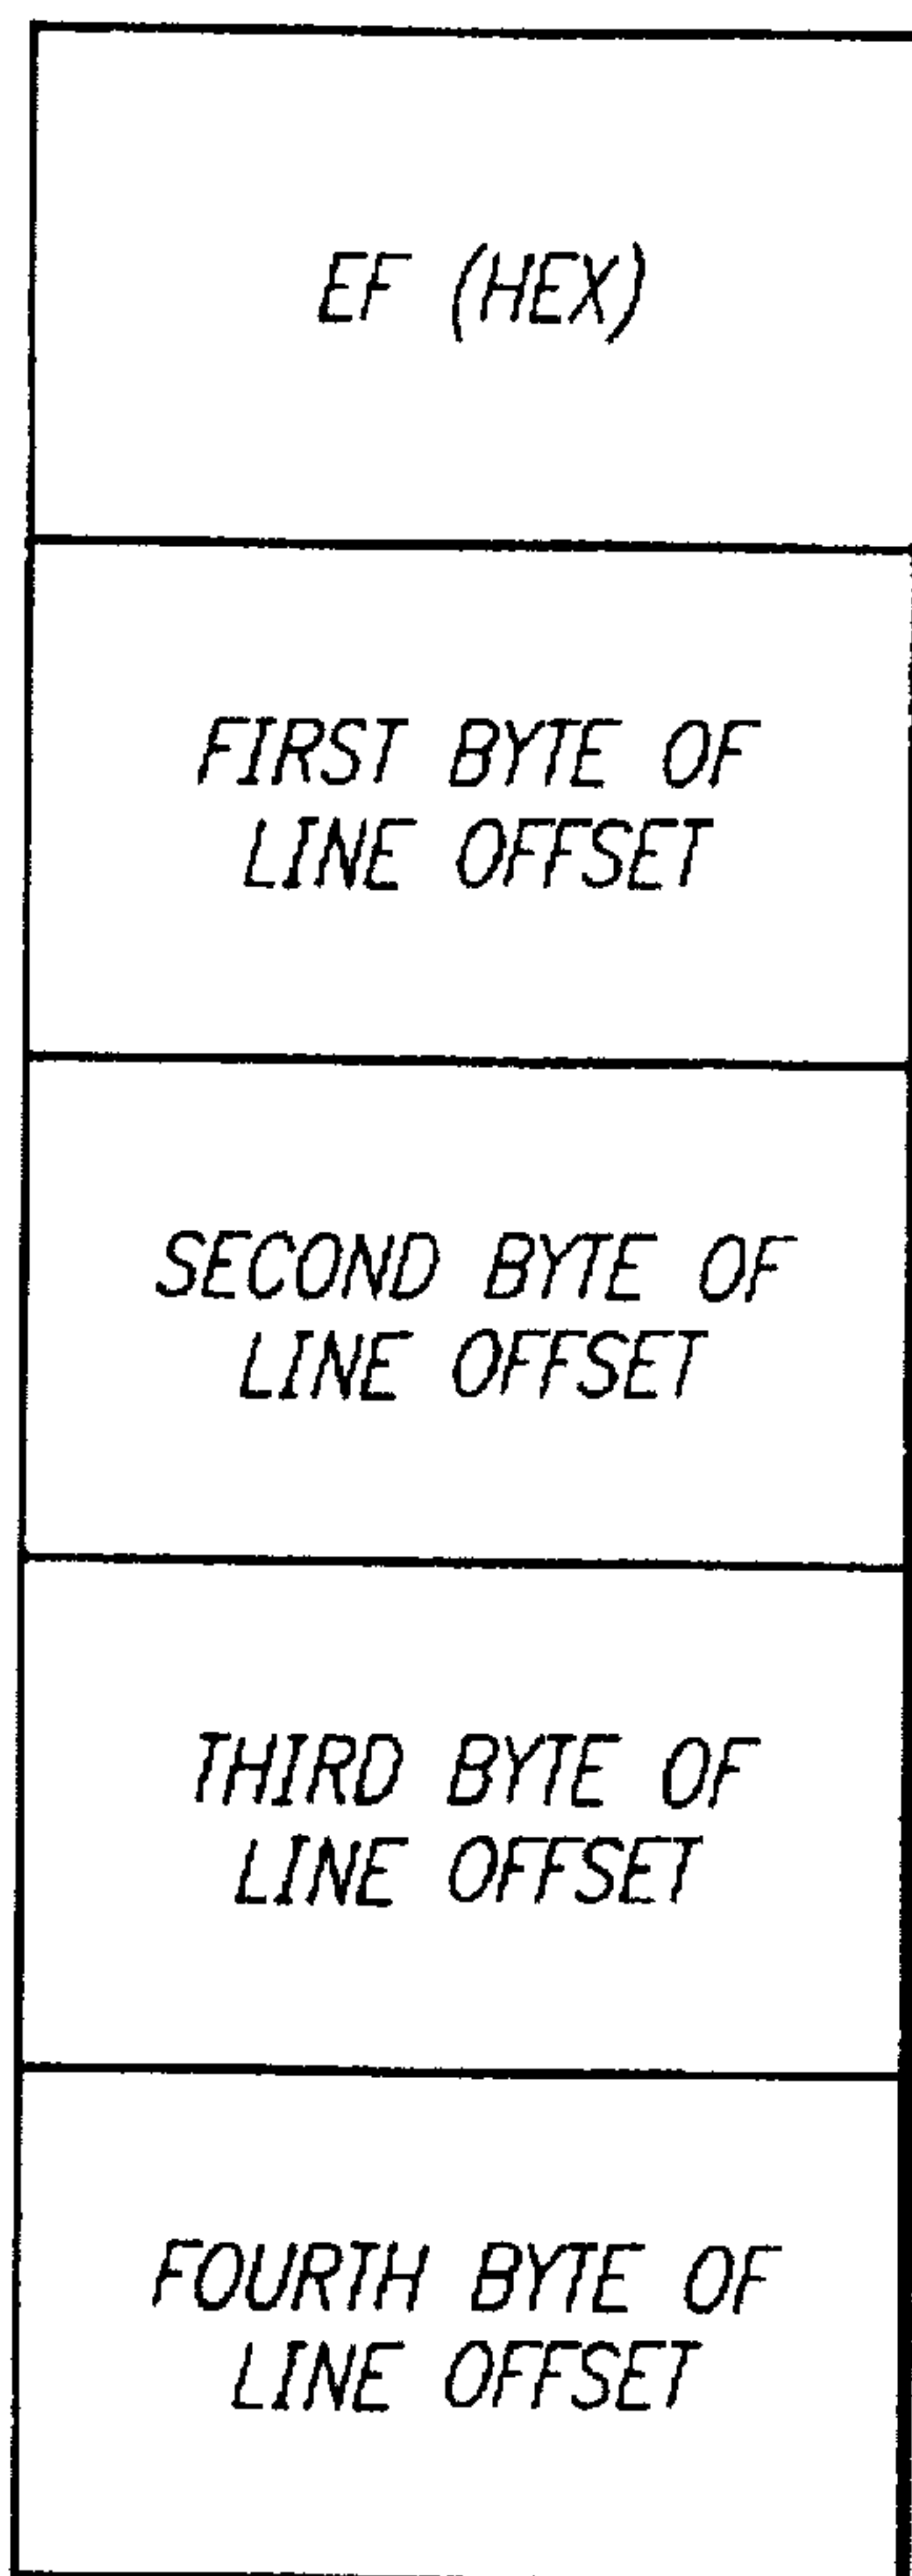 EF (HEX)
FIRST BYTE OF
LINE OFFSET
SECOND BYTE OF
LINE OFFSET
THIRD BYTE OF
LINE OFFSET
FOURTH BYTE OF
LINE OFFSET